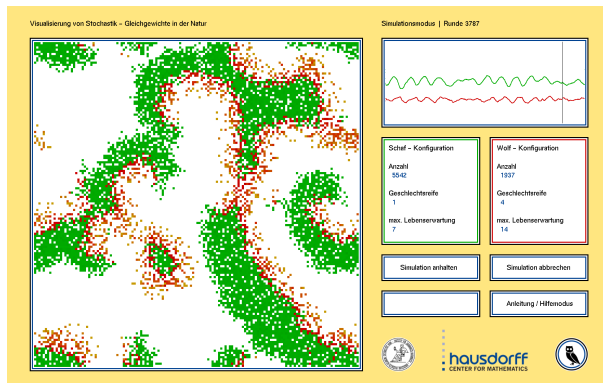 Visualisierung von Stochastik – Gleichgewichte in der Natur
Simulationsmodus | Runde 3787
Schaf – Konfiguration
Anzahl
5542
Geschlechtsreife
1
max. Lebenserwartung
7
Wolf – Konfiguration
Anzahl
1937
Geschlechtsreife
4
max. Lebenserwartung
14
Simulation anhalten
Simulation abbrechen
Anleitung / Hilfemodus
hausdorff
CENTER FOR MATHEMATICS